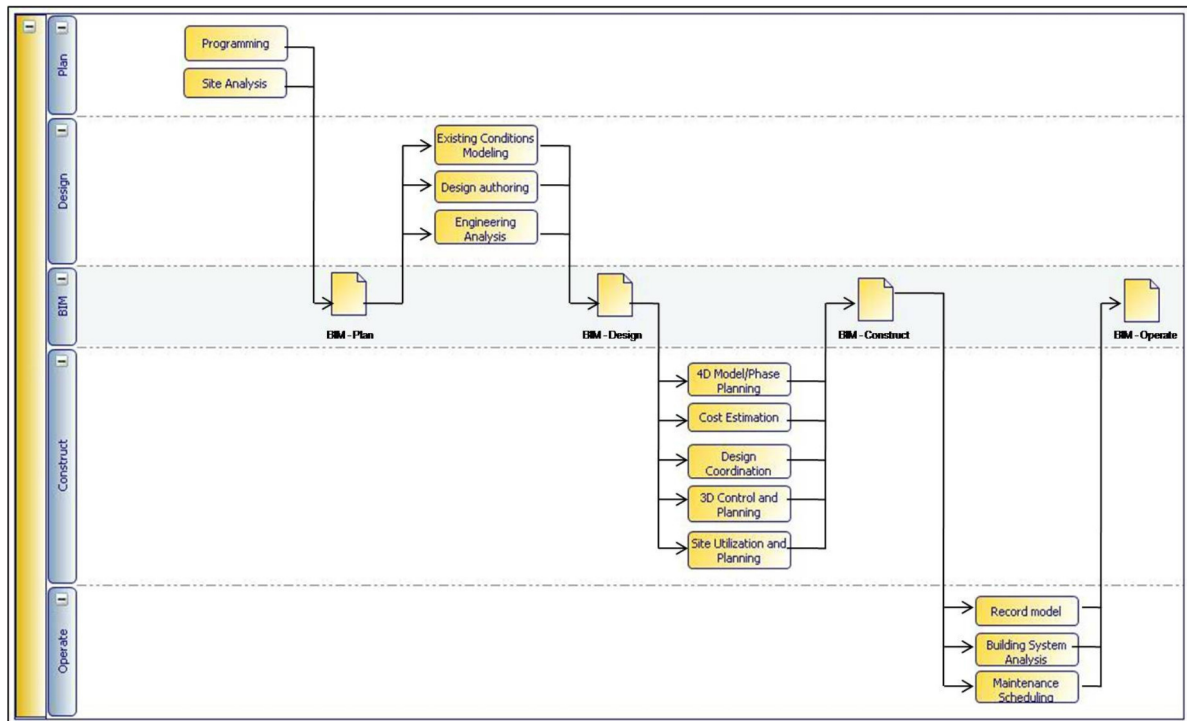 Plan
Programming
Site Analysis
Design
Existing Conditions
Modeling
Design authoring
Engineering
Analysis
BIM
BIM - Plan
BIM - Design
BIM - Construct
BIM - Operate
Construct
4D Model/Phase
Planning
Cost Estimation
Design
Coordination
3D Control and
Planning
Site Utilization and
Planning
Operate
Record model
Building System
Analysis
Maintenance
Scheduling